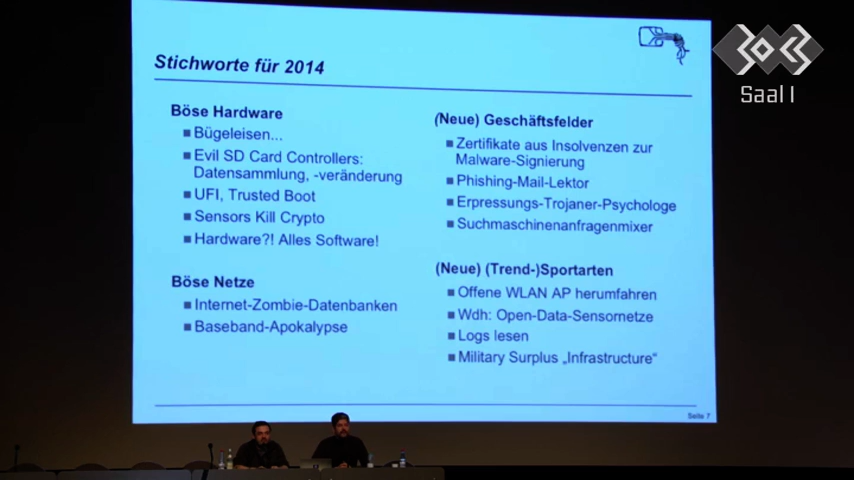 Stichworte für 2014
Böse Hardware
Bügeleisen...
Evil SD Card Controllers:
Datensammlung, -veränderung
UFI, Trusted Boot
Sensors Kill Crypto
Hardware?! Alles Software!
Böse Netze
Internet-Zombie-Datenbanken
Baseband-Apokalypse
(Neue) Geschäftsfelder
Zertifikate aus Insolvenzen zur
Malware-Signierung
Phishing-Mail-Lektor
Erpressungs-Trojaner-Psychologe
Suchmaschinenanfragenmixer
(Neue) (Trend-)Sportarten
Offene WLAN AP herumfahren
Wdh: Open-Data-Sensornetze
Logs lesen
Military Surplus „Infrastructure“
Seite 7
30C3
Saal 1